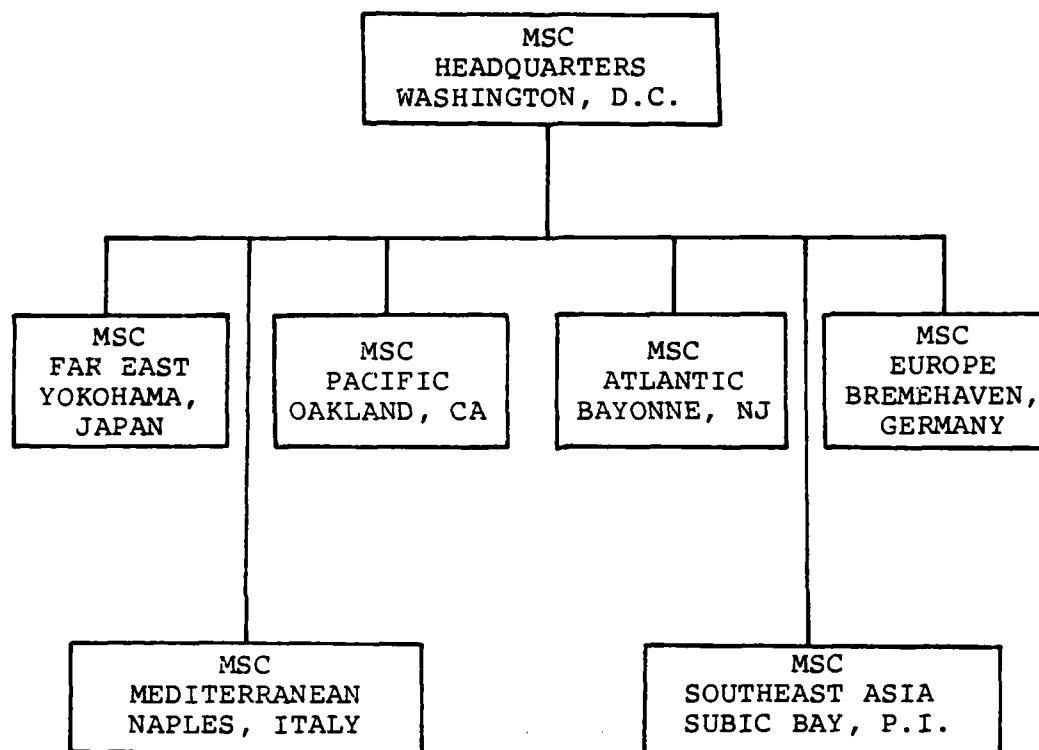 MSC
HEADQUARTERS
WASHINGTON, D.C.
MSC
FAR EAST
YOKOHAMA,
JAPAN
MSC
PACIFIC
OAKLAND, CA
MSC
ATLANTIC
BAYONNE, NJ
MSC
EUROPE
BREMEHAVEN,
GERMANY
MSC
MEDITERRANEAN
NAPLES, ITALY
MSC
SOUTHEAST ASIA
SUBIC BAY, P.I.